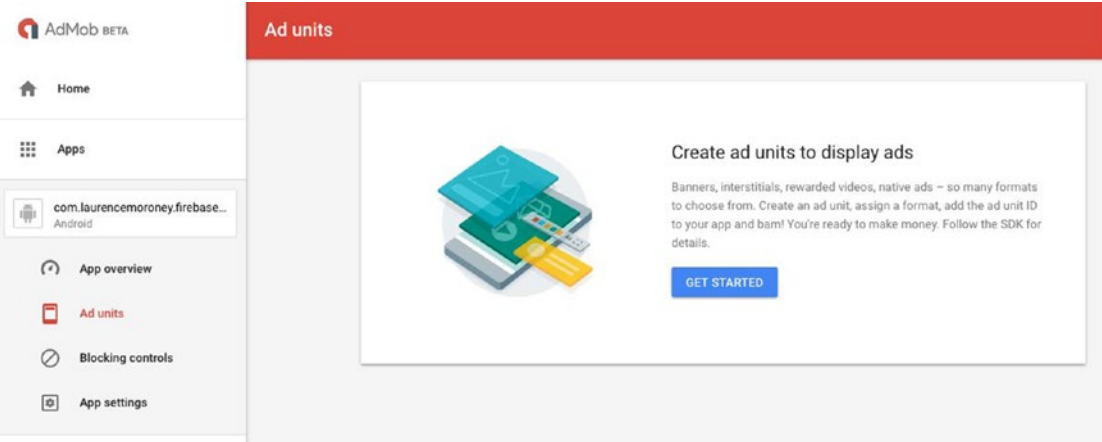 AdMob BETA
Ad units
Home
Apps
com.laurencemoroney.firebase...
Android
App overview
Ad units
Blocking controls
App settings
Create ad units to display ads
Banners, interstitials, rewarded videos, native ads – so many formats
to choose from. Create an ad unit, assign a format, add the ad unit ID
to your app and bam! You're ready to make money. Follow the SDK for
details.
GET STARTED